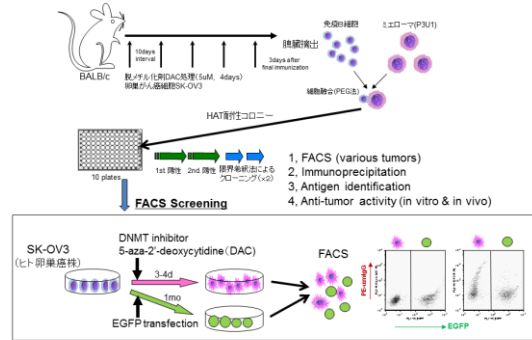 BALB/c
10days
interval
脱メチル化剤DAC処理(5uM, 4days)
卵巣がん癌細胞SK-OV3
3days after
final immunization
脾臓摘出
免疫B細胞
ミエローマ(P3U1)
細胞融合(PEG法)
HAT耐性コロニー
10 plates
1st. 陽性
2nd. 陽性
限界希釈法による
クローニング(×2)
1, FACS (various tumors)
2, Immunoprecipitation
3, Antigen identification
4, Anti-tumor activity (in vitro & in vivo)
FACS Screening
SK-OV3
(ヒト卵巣癌株)
DNMT inhibitor
5-aza-2'-deoxycytidine(DAC)
3-4d
1mo
EGFP transfection
FACS
PE-αmIgG
EGFP